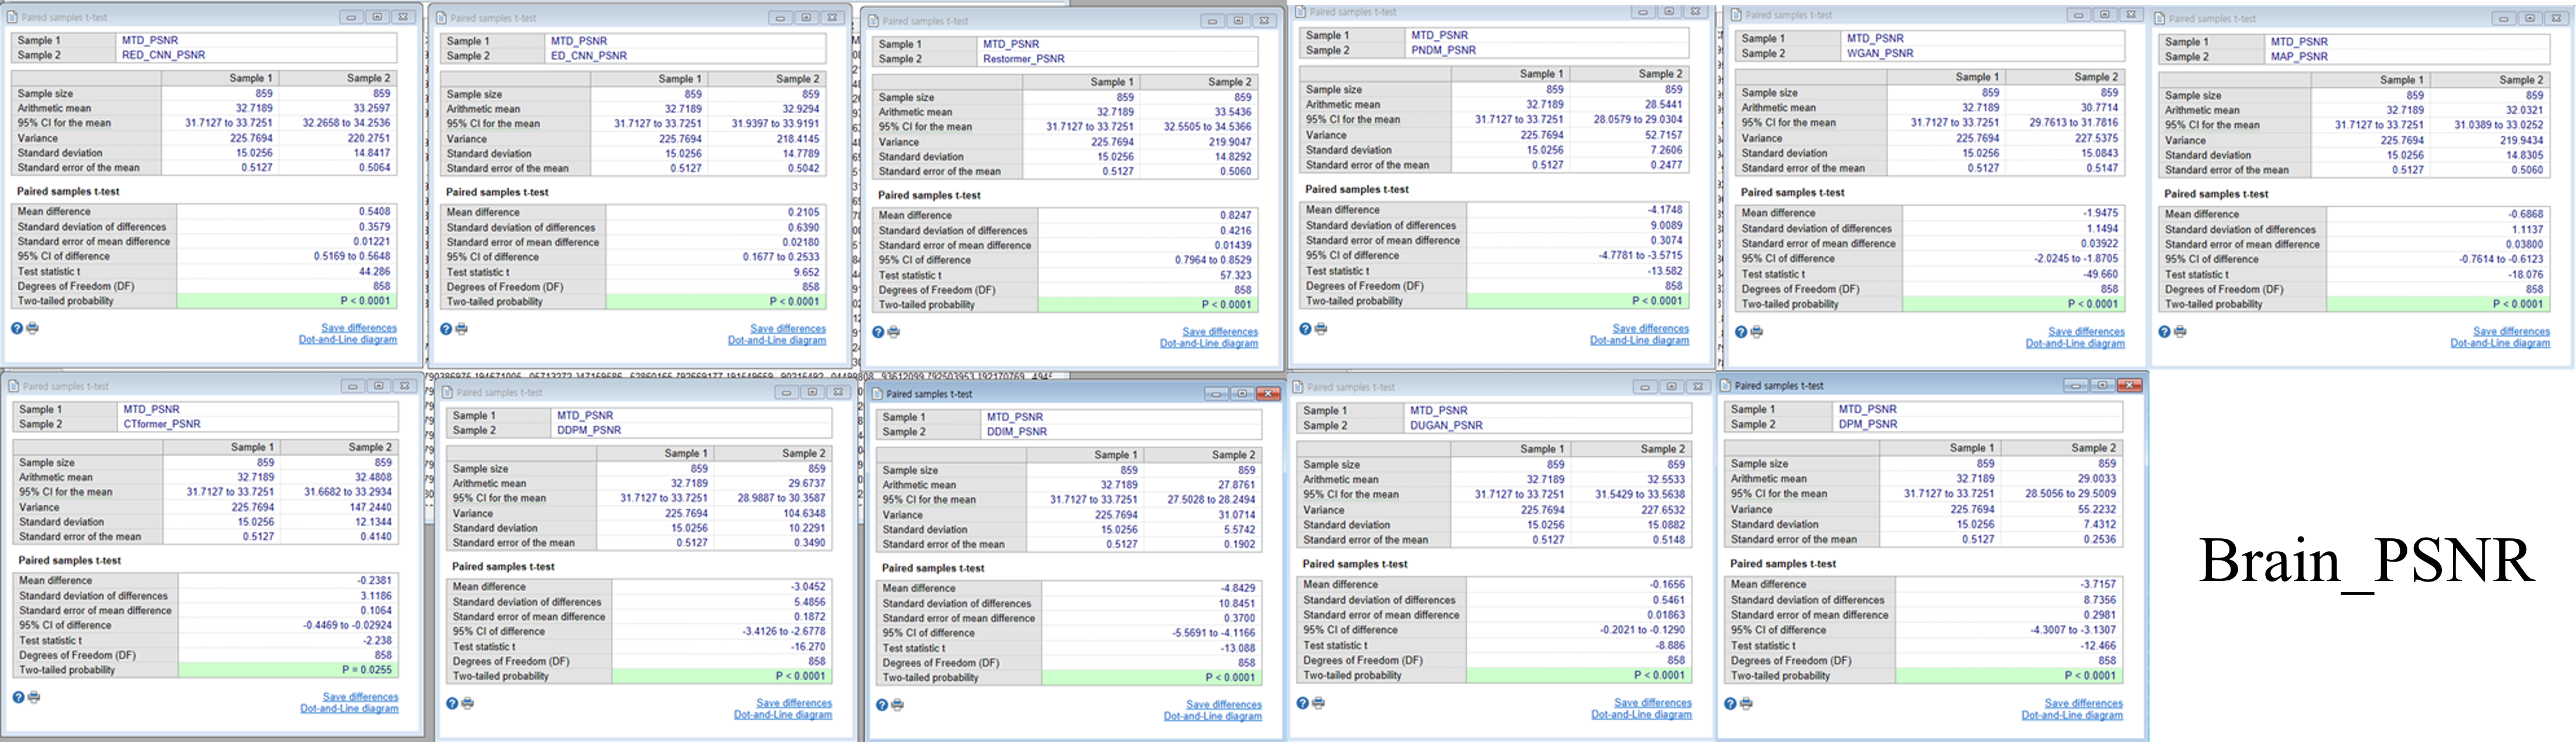 Paired samples t-test
Sample 1 MTD_PSNR
Sample 2 RED_CNN_PSNR
Sample 1 Sample 2
Sample size 859 859
Arithmetic mean 32.7189 33.2597
95% CI for the mean 31.7127 to 33.7251 32.2658 to 34.2536
Variance 225.7694 220.2751
Standard deviation 15.0256 14.8417
Standard error of the mean 0.5127 0.5064
Paired samples t-test
Mean difference 0.5408
Standard deviation of differences 0.3579
Standard error of mean difference 0.01221
95% CI of difference 0.5169 to 0.5648
Test statistic t 44.286
Degrees of Freedom (DF) 858
Two-tailed probability P < 0.0001
Save differences
Dot-and-Line diagram
Paired samples t-test
Sample 1 MTD_PSNR
Sample 2 ED_CNN_PSNR
Sample 1 Sample 2
Sample size 859 859
Arithmetic mean 32.7189 32.9294
95% CI for the mean 31.7127 to 33.7251 31.9397 to 33.9191
Variance 225.7694 218.4145
Standard deviation 15.0256 14.7789
Standard error of the mean 0.5127 0.5042
Paired samples t-test
Mean difference 0.2105
Standard deviation of differences 0.6390
Standard error of mean difference 0.02180
95% CI of difference 0.1677 to 0.2533
Test statistic t 9.652
Degrees of Freedom (DF) 858
Two-tailed probability P < 0.0001
Save differences
Dot-and-Line diagram
Paired samples t-test
Sample 1 MTD_PSNR
Sample 2 Restormer_PSNR
Sample 1 Sample 2
Sample size 859 859
Arithmetic mean 32.7189 33.5436
95% CI for the mean 31.7127 to 33.7251 32.5505 to 34.5366
Variance 225.7694 219.9047
Standard deviation 15.0256 14.8292
Standard error of the mean 0.5127 0.5060
Paired samples t-test
Mean difference 0.8247
Standard deviation of differences 0.4216
Standard error of mean difference 0.01439
95% CI of difference 0.7964 to 0.8529
Test statistic t 57.323
Degrees of Freedom (DF) 858
Two-tailed probability P < 0.0001
Save differences
Dot-and-Line diagram
Paired samples t-test
Sample 1 MTD_PSNR
Sample 2 PNDM_PSNR
Sample 1 Sample 2
Sample size 859 859
Arithmetic mean 32.7189 28.5441
95% CI for the mean 31.7127 to 33.7251 28.0579 to 29.0304
Variance 225.7694 52.7157
Standard deviation 15.0256 7.2606
Standard error of the mean 0.5127 0.2477
Paired samples t-test
Mean difference -4.1748
Standard deviation of differences 9.0089
Standard error of mean difference 0.3074
95% CI of difference -4.7781 to -3.5715
Test statistic t -13.582
Degrees of Freedom (DF) 858
Two-tailed probability P < 0.0001
Save differences
Dot-and-Line diagram
Paired samples t-test
Sample 1 MTD_PSNR
Sample 2 WGAN_PSNR
Sample 1 Sample 2
Sample size 859 859
Arithmetic mean 32.7189 30.7714
95% CI for the mean 31.7127 to 33.7251 29.7613 to 31.7816
Variance 225.7694 227.5375
Standard deviation 15.0256 15.0843
Standard error of the mean 0.5127 0.5147
Paired samples t-test
Mean difference -1.9475
Standard deviation of differences 1.1494
Standard error of mean difference 0.03922
95% CI of difference -2.0245 to -1.8705
Test statistic t -49.660
Degrees of Freedom (DF) 858
Two-tailed probability P < 0.0001
Save differences
Dot-and-Line diagram
Paired samples t-test
Sample 1 MTD_PSNR
Sample 2 MAP_PSNR
Sample 1 Sample 2
Sample size 859 859
Arithmetic mean 32.7189 32.0321
95% CI for the mean 31.7127 to 33.7251 31.0389 to 33.0252
Variance 225.7694 219.9434
Standard deviation 15.0256 14.8305
Standard error of the mean 0.5127 0.5060
Paired samples t-test
Mean difference -0.6868
Standard deviation of differences 1.1137
Standard error of mean difference 0.03800
95% CI of difference -0.7614 to -0.6123
Test statistic t -18.076
Degrees of Freedom (DF) 858
Two-tailed probability P < 0.0001
Save differences
Dot-and-Line diagram
Paired samples t-test
Sample 1 MTD_PSNR
Sample 2 CTformer_PSNR
Sample 1 Sample 2
Sample size 859 859
Arithmetic mean 32.7189 32.4808
95% CI for the mean 31.7127 to 33.7251 31.6682 to 33.2934
Variance 225.7694 147.2440
Standard deviation 15.0256 12.1344
Standard error of the mean 0.5127 0.4140
Paired samples t-test
Mean difference -0.2381
Standard deviation of differences 3.1186
Standard error of mean difference 0.1064
95% CI of difference -0.4469 to -0.02924
Test statistic t -2.238
Degrees of Freedom (DF) 858
Two-tailed probability P = 0.0255
Save differences
Dot-and-Line diagram
Paired samples t-test
Sample 1 MTD_PSNR
Sample 2 DDPM_PSNR
Sample 1 Sample 2
Sample size 859 859
Arithmetic mean 32.7189 29.6737
95% CI for the mean 31.7127 to 33.7251 28.9887 to 30.3587
Variance 225.7694 104.6348
Standard deviation 15.0256 10.2291
Standard error of the mean 0.5127 0.3490
Paired samples t-test
Mean difference -3.0452
Standard deviation of differences 5.4856
Standard error of mean difference 0.1872
95% CI of difference -3.4126 to -2.6778
Test statistic t -16.270
Degrees of Freedom (DF) 858
Two-tailed probability P < 0.0001
Save differences
Dot-and-Line diagram
Paired samples t-test
Sample 1 MTD_PSNR
Sample 2 DDIM_PSNR
Sample 1 Sample 2
Sample size 859 859
Arithmetic mean 32.7189 27.8761
95% CI for the mean 31.7127 to 33.7251 27.5028 to 28.2494
Variance 225.7694 31.0714
Standard deviation 15.0256 5.5742
Standard error of the mean 0.5127 0.1902
Paired samples t-test
Mean difference -4.8429
Standard deviation of differences 10.8451
Standard error of mean difference 0.3700
95% CI of difference -5.5691 to -4.1166
Test statistic t -13.088
Degrees of Freedom (DF) 858
Two-tailed probability P < 0.0001
Save differences
Dot-and-Line diagram
Paired samples t-test
Sample 1 MTD_PSNR
Sample 2 DUGAN_PSNR
Sample 1 Sample 2
Sample size 859 859
Arithmetic mean 32.7189 32.5533
95% CI for the mean 31.7127 to 33.7251 31.5429 to 33.5638
Variance 225.7694 227.6532
Standard deviation 15.0256 15.0882
Standard error of the mean 0.5127 0.5148
Paired samples t-test
Mean difference -0.1656
Standard deviation of differences 0.5461
Standard error of mean difference 0.01863
95% CI of difference -0.2021 to -0.1290
Test statistic t -8.886
Degrees of Freedom (DF) 858
Two-tailed probability P < 0.0001
Save differences
Dot-and-Line diagram
Paired samples t-test
Sample 1 MTD_PSNR
Sample 2 DPM_PSNR
Sample 1 Sample 2
Sample size 859 859
Arithmetic mean 32.7189 29.0033
95% CI for the mean 31.7127 to 33.7251 28.5056 to 29.5009
Variance 225.7694 55.2232
Standard deviation 15.0256 7.4312
Standard error of the mean 0.5127 0.2536
Paired samples t-test
Mean difference -3.7157
Standard deviation of differences 8.7356
Standard error of mean difference 0.2981
95% CI of difference -4.3007 to -3.1307
Test statistic t -12.466
Degrees of Freedom (DF) 858
Two-tailed probability P < 0.0001
Save differences
Dot-and-Line diagram
Brain_PSNR